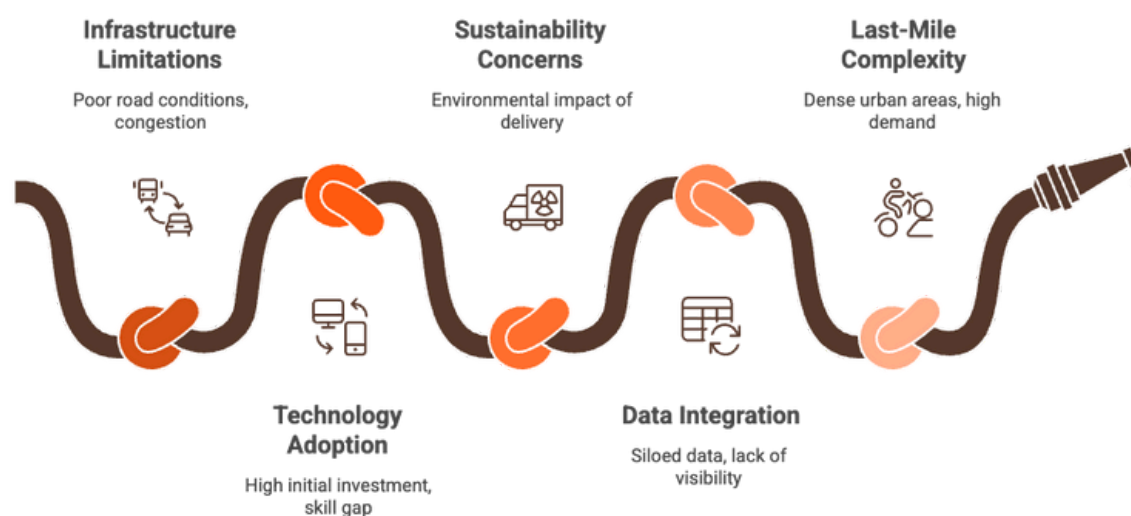 Infrastructure
Limitations
Poor road conditions,
congestion
Technology
Adoption
High initial investment,
skill gap
Sustainability
Concerns
Environmental impact of
delivery
Data Integration
Siloed data, lack of
visibility
Last-Mile
Complexity
Dense urban areas, high
demand